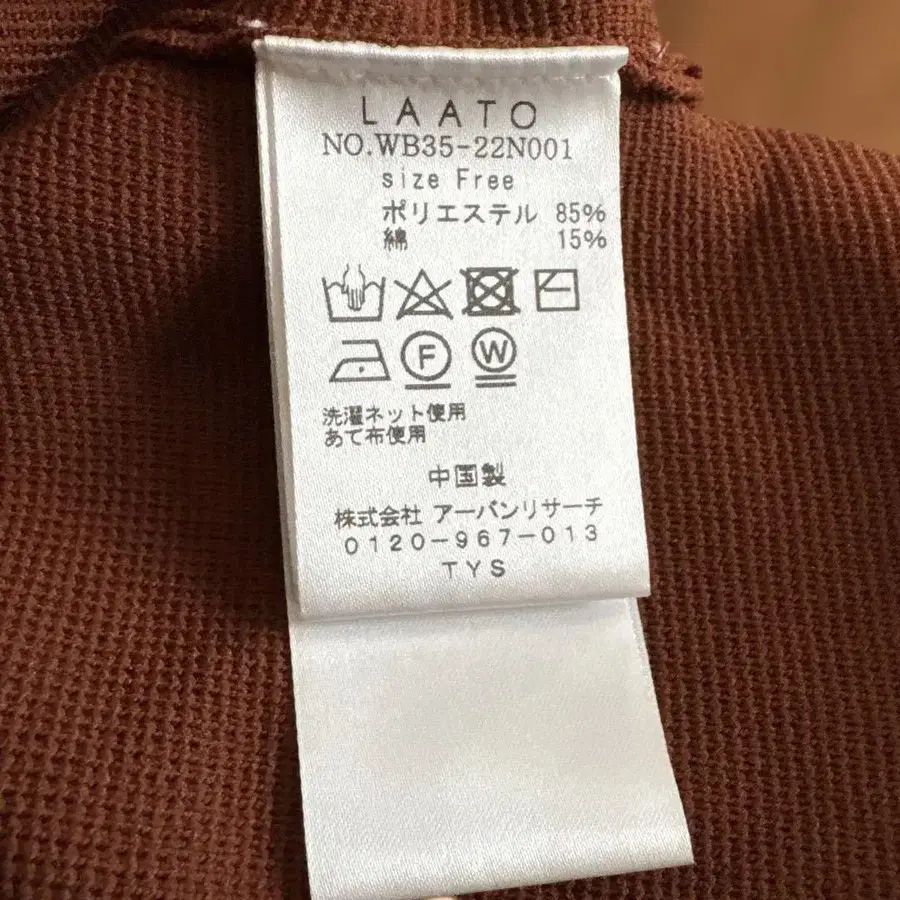 LAATO
NO.WB35-22N001
size Free
ポリエステル 85%
綿 15%
F W
洗濯ネット使用
あて布使用
中国製
株式会社 アーバンリサーチ
0120-967-013
TYS